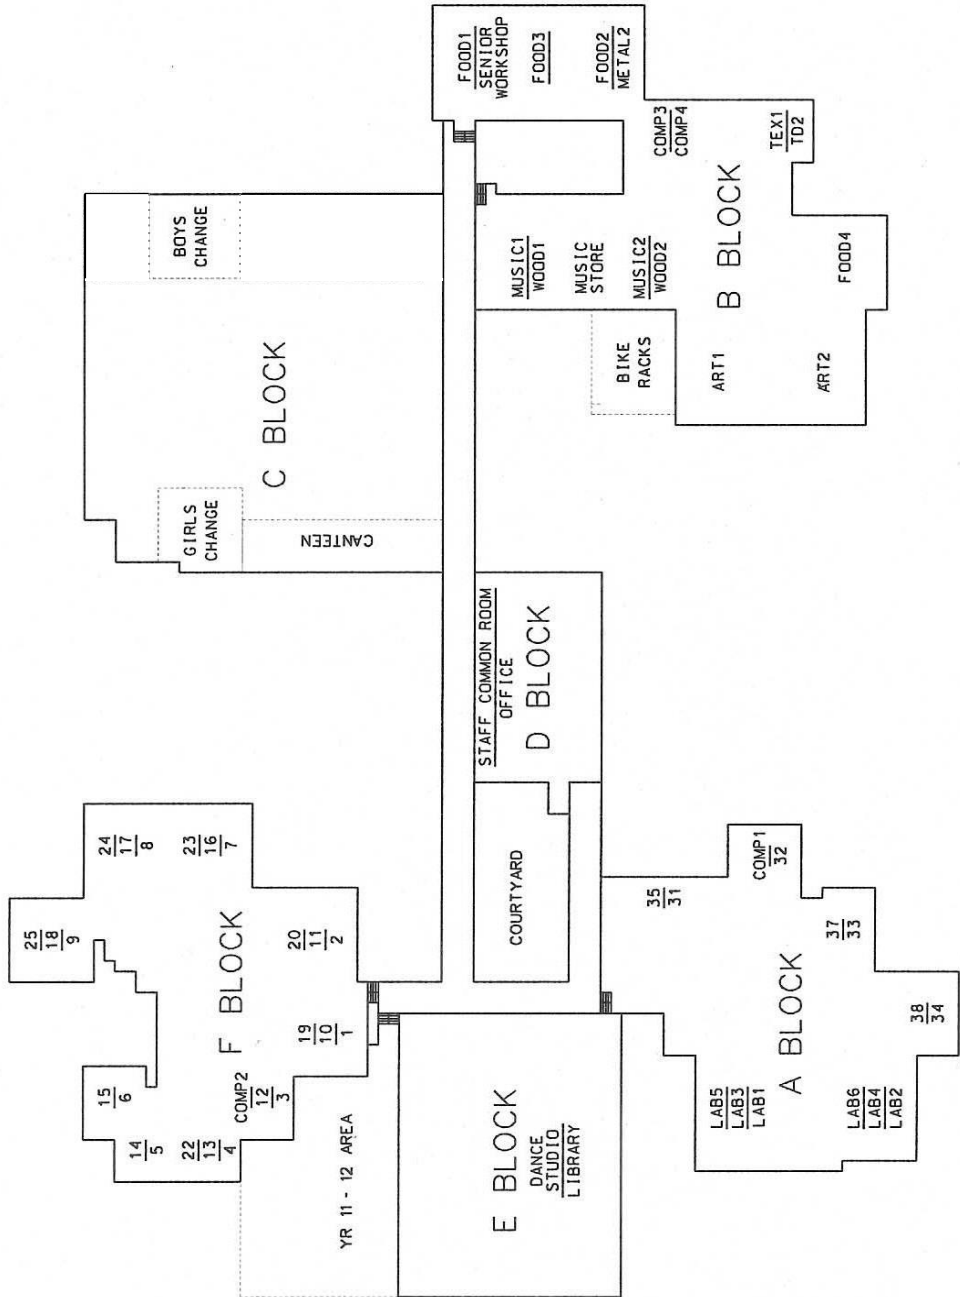 FOOD1
SENIOR
WORKSHOP
FOOD3
FOOD2
METAL2
COMP3
COMP4
TEX1
TD2
BOYS
CHANGE
MUSIC1
WOOD1
MUSIC
STORE
MUSIC2
WOOD2
B BLOCK
FOOD4
C BLOCK
BIKE
RACKS
ART1
ART2
GIRLS
CHANGE
CANTEEN
STAFF COMMON ROOM
OFFICE
D BLOCK
24
17
8
23
16
7
COURTYARD
COMP1
32
35
31
37
33
25
18
9
F BLOCK
20
11
2
38
34
19
10
1
A BLOCK
15
6
COMP2
12
3
14
5
22
13
4
YR 11 - 12 AREA
E BLOCK
DANCE
STUDIO
LIBRARY
LAB5
LAB3
LAB1
LAB6
LAB4
LAB2